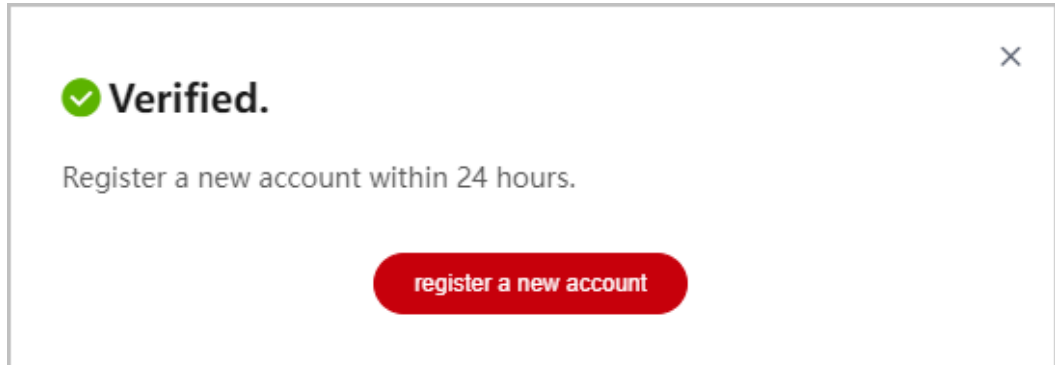 Verified.
Register a new account within 24 hours.
register a new account